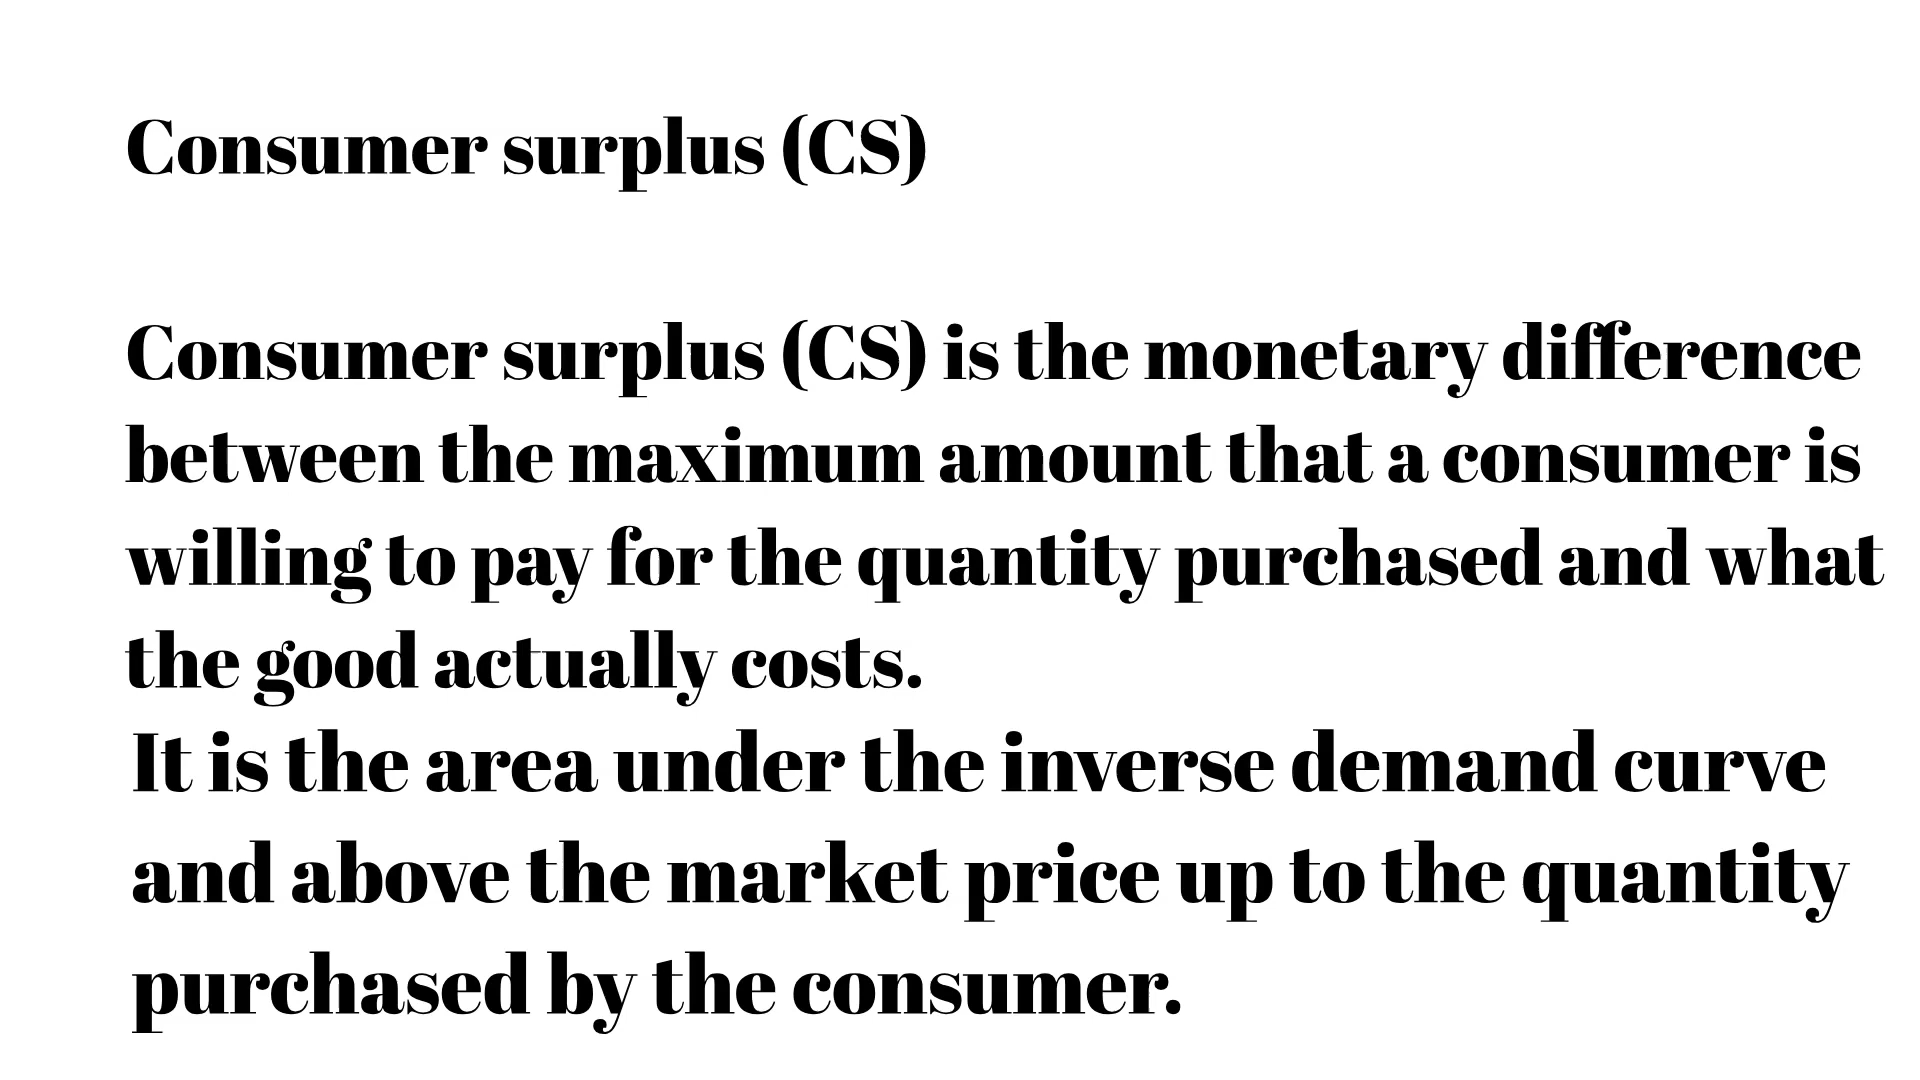 Consumer surplus (CS)
Consumer surplus (CS) is the monetary difference
between the maximum amount that a consumer is
willing to pay for the quantity purchased and what
the good actually costs.
It is the area under the inverse demand curve
and above the market price up to the quantity
purchased by the consumer.